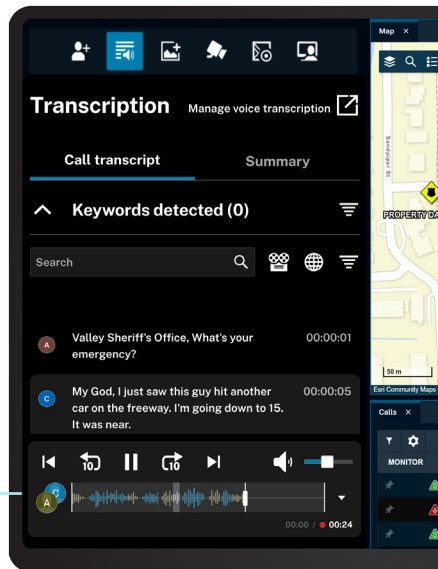 Map ×
Transcription
Manage voice transcription
Call transcript
Summary
Keywords detected (0)
Search
A
Valley Sheriff's Office, What's your
emergency?
00:00:01
C
My God, I just saw this guy hit another
car on the freeway. I'm going down to 15.
It was near.
00:00:05
10
10
C
A
00:00 / 00:24
Sandpiper St
PROPERTY DA
50 m
Esri Community Maps
Calls ×
MONITOR